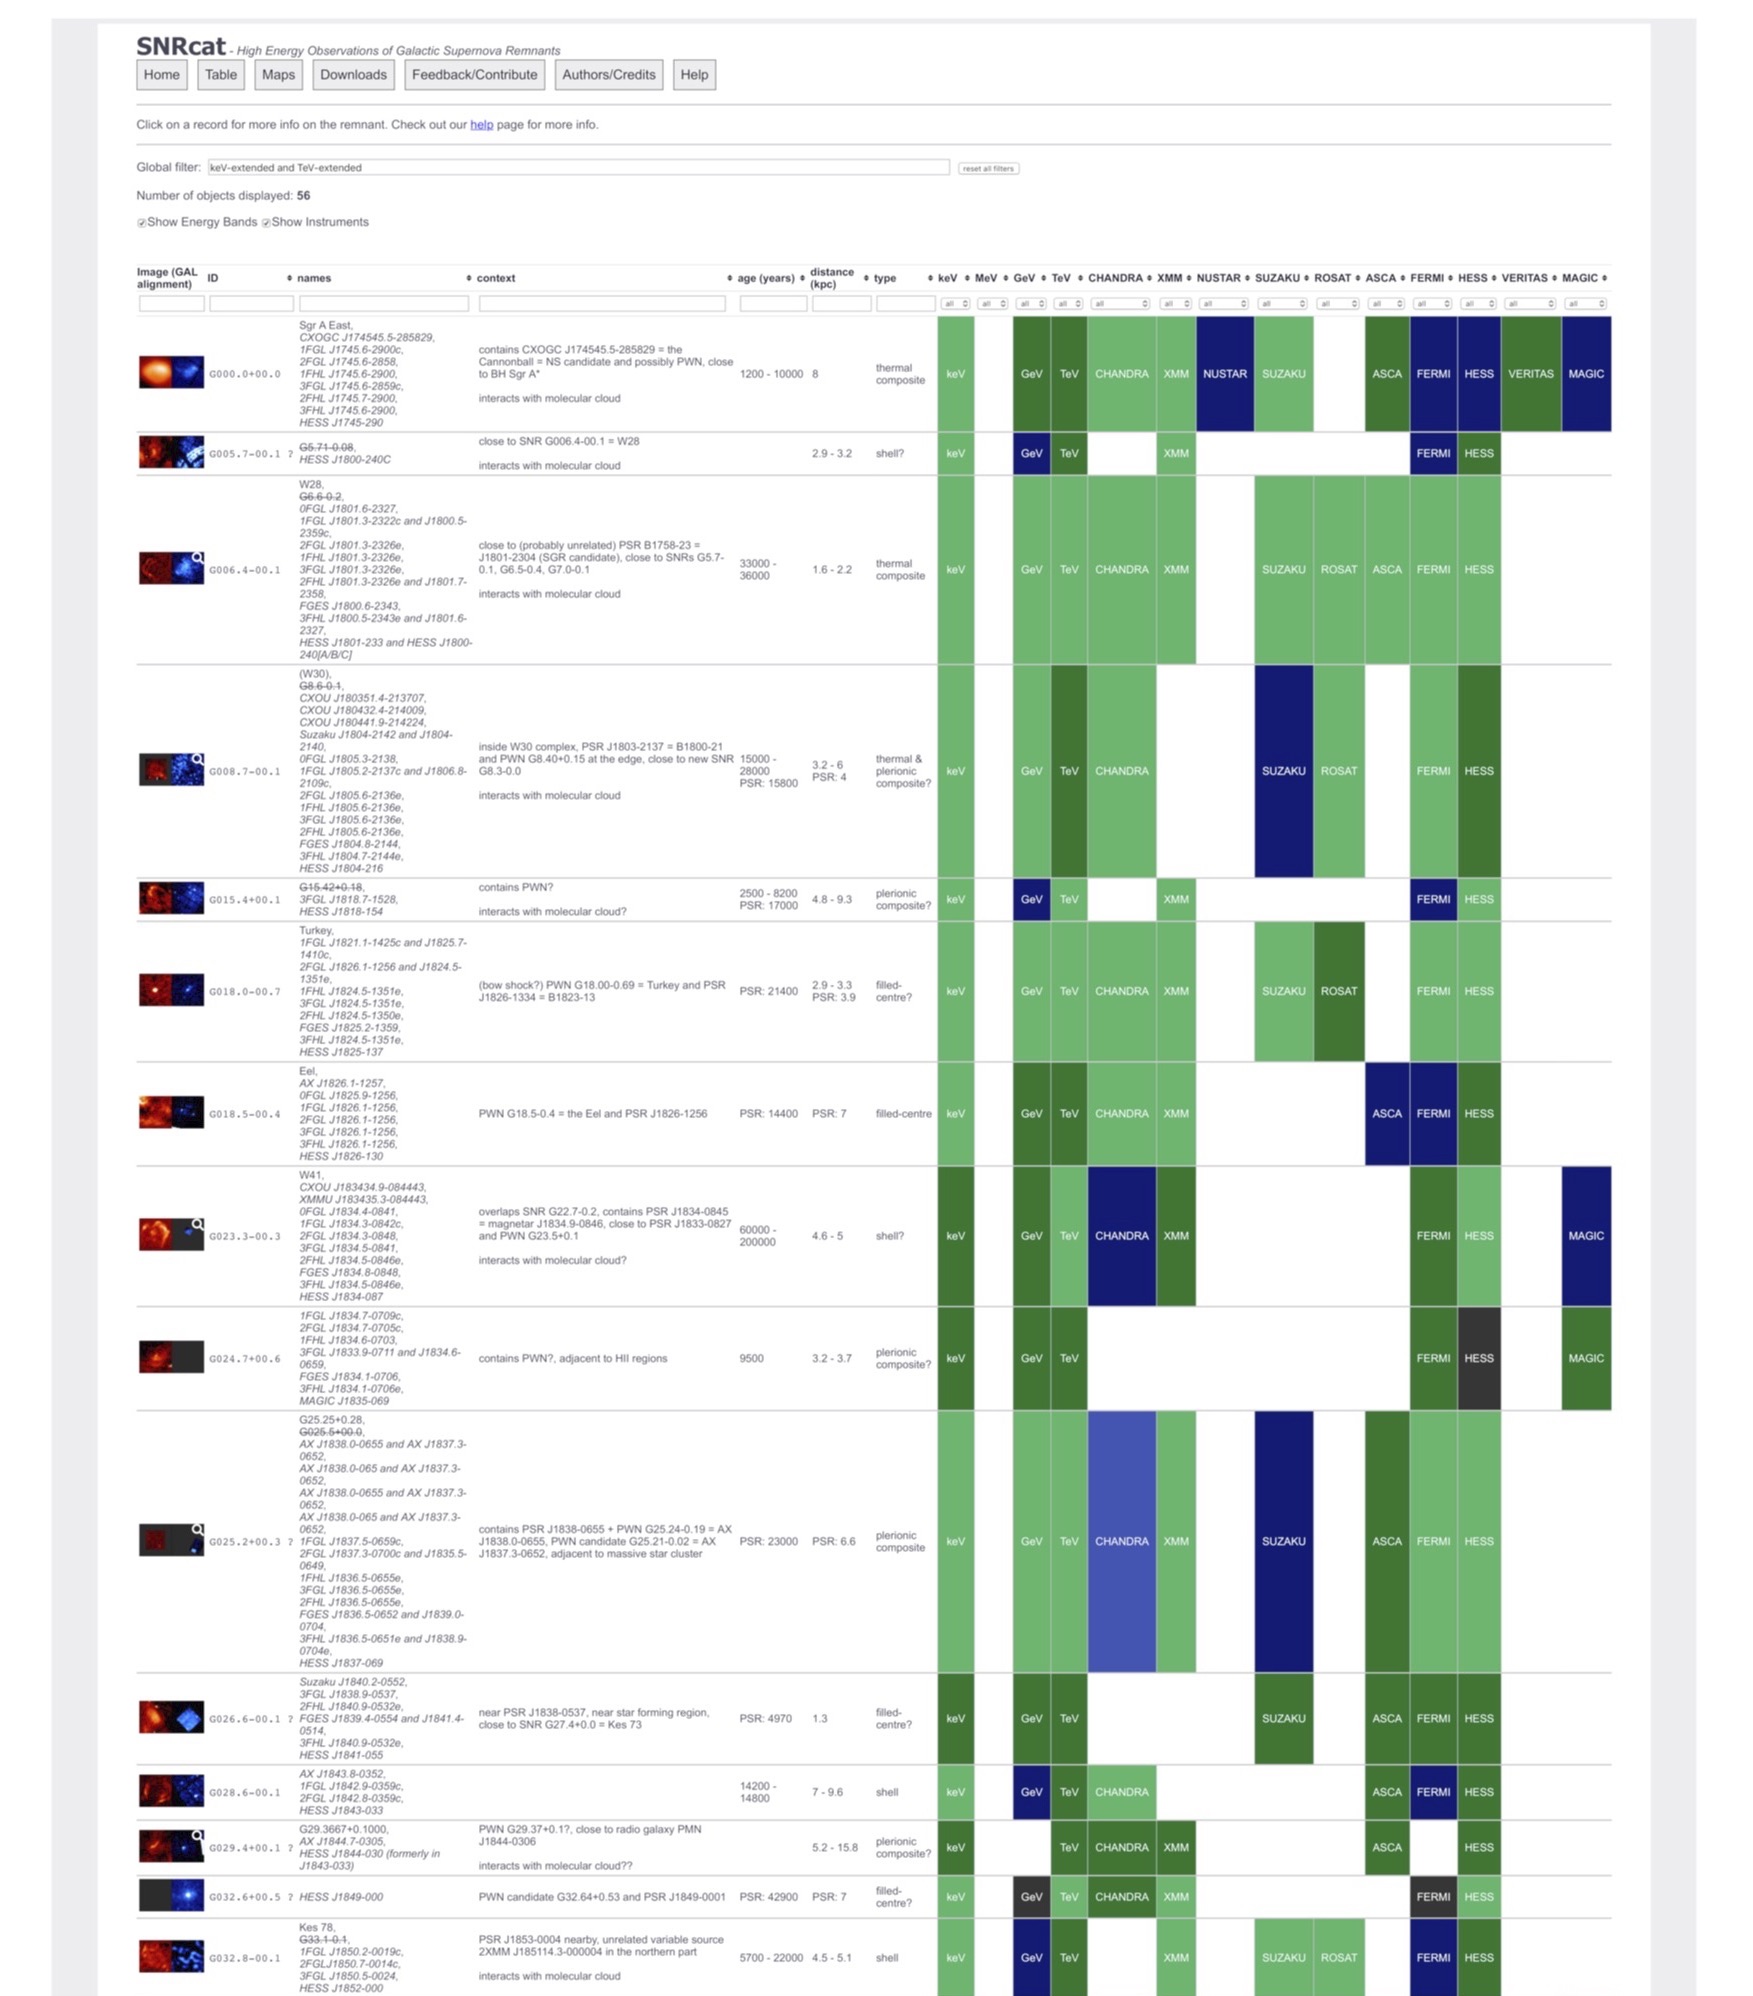 SNRcat - High Energy Observations of Galactic Supernova Remnants
Home Table Maps Downloads Feedback/Contribute Authors/Credits Help
Click on a record for more info on the remnant. Check out our help page for more info.
Global filter: keV-extended and TeV-extended reset all filters
Number of objects displayed: 56
Show Energy Bands Show Instruments
Image (GAL alignment) ID names context age (years) distance (kpc) type keV MeV GeV TeV CHANDRA XMM NUSTAR SUZAKU ROSAT ASCA FERMI HESS VERITAS MAGIC
all all all all all all all all all all all all all all
G000.0+00.0
Sgr A East,
CXOGC J174545.5-285829,
1FGL J1745.6-2900c,
2FGL J1745.6-2858,
1FHL J1745.6-2900,
3FGL J1745.6-2859c,
2FHL J1745.7-2900,
3FHL J1745.6-2900,
HESS J1745-290
contains CXOGC J174545.5-285829 = the
Cannonball = NS candidate and possibly PWN, close
to BH Sgr A*
interacts with molecular cloud
1200 - 10000 8
thermal
composite
keV GeV TeV CHANDRA XMM NUSTAR SUZAKU ASCA FERMI HESS VERITAS MAGIC
G005.7-00.1 ?
G5.71-0.08,
HESS J1800-240C
close to SNR G006.4-00.1 = W28
interacts with molecular cloud
2.9 - 3.2 shell?
keV GeV TeV XMM FERMI HESS
G006.4-00.1
W28,
G6.6-0.2,
0FGL J1801.6-2327,
1FGL J1801.3-2322c and J1800.5-
2359c,
2FGL J1801.3-2326e,
1FHL J1801.3-2326e,
3FGL J1801.3-2326e,
2FHL J1801.3-2326e and J1801.7-
2358,
FGES J1800.6-2343,
3FHL J1800.5-2343e and J1801.6-
2327,
HESS J1801-233 and HESS J1800-
240[A/B/C]
close to (probably unrelated) PSR B1758-23 =
J1801-2304 (SGR candidate), close to SNRs G5.7-
0.1, G6.5-0.4, G7.0-0.1
interacts with molecular cloud
33000 -
36000
1.6 - 2.2
thermal
composite
keV GeV TeV CHANDRA XMM SUZAKU ROSAT ASCA FERMI HESS
G008.7-00.1
(W30),
G8.6-0.1,
CXOU J180351.4-213707,
CXOU J180432.4-214009,
CXOU J180441.9-214224,
Suzaku J1804-2142 and J1804-
2140,
0FGL J1805.3-2138,
1FGL J1805.2-2137c and J1806.8-
2109c,
2FGL J1805.6-2136e,
1FHL J1805.6-2136e,
3FGL J1805.6-2136e,
2FHL J1805.6-2136e,
FGES J1804.8-2144,
3FHL J1804.7-2144e,
HESS J1804-216
inside W30 complex, PSR J1803-2137 = B1800-21
and PWN G8.40+0.15 at the edge, close to new SNR
G8.3-0.0
interacts with molecular cloud
15000 -
28000
PSR: 15800
3.2 - 6
PSR: 4
thermal &
plerionic
composite?
keV GeV TeV CHANDRA SUZAKU ROSAT FERMI HESS
G015.4+00.1
G15.42+0.18,
3FGL J1818.7-1528,
HESS J1818-154
contains PWN?
interacts with molecular cloud?
2500 - 8200
PSR: 17000
4.8 - 9.3
plerionic
composite?
keV GeV TeV XMM FERMI HESS
G018.0-00.7
Turkey,
1FGL J1821.1-1425c and J1825.7-
1410c,
2FGL J1826.1-1256 and J1824.5-
1351e,
1FHL J1824.5-1351e,
3FGL J1824.5-1351e,
2FHL J1824.5-1350e,
FGES J1825.2-1359,
3FHL J1824.5-1351e,
HESS J1825-137
(bow shock?) PWN G18.00-0.69 = Turkey and PSR
J1826-1334 = B1823-13
PSR: 21400
2.9 - 3.3
PSR: 3.9
filled-
centre?
keV GeV TeV CHANDRA XMM SUZAKU ROSAT FERMI HESS
G018.5-00.4
Eel,
AX J1826.1-1257,
0FGL J1825.9-1256,
1FGL J1826.1-1256,
2FGL J1826.1-1256,
3FGL J1826.1-1256,
3FHL J1826.1-1256,
HESS J1826-130
PWN G18.5-0.4 = the Eel and PSR J1826-1256
PSR: 14400 PSR: 7 filled-centre
keV GeV TeV CHANDRA XMM ASCA FERMI HESS
G023.3-00.3
W41,
CXOU J183434.9-084443,
XMMU J183435.3-084443,
0FGL J1834.4-0841,
1FGL J1834.3-0842c,
2FGL J1834.3-0848,
3FGL J1834.5-0841,
2FHL J1834.5-0846e,
FGES J1834.8-0848,
3FHL J1834.5-0846e,
HESS J1834-087
overlaps SNR G22.7-0.2, contains PSR J1834-0845
= magnetar J1834.9-0846, close to PSR J1833-0827
and PWN G23.5+0.1
interacts with molecular cloud?
60000 -
200000
4.6 - 5 shell?
keV GeV TeV CHANDRA XMM FERMI HESS MAGIC
G024.7+00.6
1FGL J1834.7-0709c,
2FGL J1834.7-0705c,
1FHL J1834.6-0703,
3FGL J1833.9-0711 and J1834.6-
0659,
FGES J1834.1-0706,
3FHL J1834.1-0706e,
MAGIC J1835-069
contains PWN?, adjacent to HII regions
9500 3.2 - 3.7
plerionic
composite?
keV GeV TeV FERMI HESS MAGIC
G025.2+00.3 ?
G25.25+0.28,
G025.5+00.0,
AX J1838.0-0655 and AX J1837.3-
0652,
AX J1838.0-065 and AX J1837.3-
0652,
AX J1838.0-0655 and AX J1837.3-
0652,
AX J1838.0-065 and AX J1837.3-
0652,
1FGL J1837.5-0659c,
2FGL J1837.3-0700c and J1835.5-
0649,
1FHL J1836.5-0655e,
3FGL J1836.5-0655e,
2FHL J1836.5-0655e,
FGES J1836.5-0652 and J1839.0-
0704,
3FHL J1836.5-0651e and J1838.9-
0704e,
HESS J1837-069
contains PSR J1838-0655 + PWN G25.24-0.19 = AX
J1838.0-0655, PWN candidate G25.21-0.02 = AX
J1837.3-0652, adjacent to massive star cluster
PSR: 23000 PSR: 6.6
plerionic
composite
keV GeV TeV CHANDRA XMM SUZAKU ASCA FERMI HESS
G026.6-00.1 ?
Suzaku J1840.2-0552,
3FGL J1838.9-0537,
2FHL J1840.9-0532e,
FGES J1839.4-0554 and J1841.4-
0514,
3FHL J1840.9-0532e,
HESS J1841-055
near PSR J1838-0537, near star forming region,
close to SNR G27.4+0.0 = Kes 73
PSR: 4970 1.3
filled-
centre?
keV GeV TeV SUZAKU ASCA FERMI HESS
G028.6-00.1
AX J1843.8-0352,
1FGL J1842.9-0359c,
2FGL J1842.8-0359c,
HESS J1843-033
14200 -
14800
7 - 9.6 shell
keV GeV TeV CHANDRA ASCA FERMI HESS
G029.4+00.1 ?
G29.3667+0.1000,
AX J1844.7-0305,
HESS J1844-030 (formerly in
J1843-033)
PWN G29.37+0.1?, close to radio galaxy PMN
J1844-0306
interacts with molecular cloud??
5.2 - 15.8
plerionic
composite?
keV TeV CHANDRA XMM ASCA HESS
G032.6+00.5 ? HESS J1849-000
PWN candidate G32.64+0.53 and PSR J1849-0001
PSR: 42900 PSR: 7
filled-
centre?
keV GeV TeV CHANDRA XMM FERMI HESS
G032.8-00.1
Kes 78,
G33.1-0.1,
1FGL J1850.2-0019c,
2FGLJ1850.7-0014c,
3FGL J1850.5-0024,
HESS J1852-000
PSR J1853-0004 nearby, unrelated variable source
2XMM J185114.3-000004 in the northern part
interacts with molecular cloud
5700 - 22000 4.5 - 5.1 shell
keV GeV TeV XMM SUZAKU ROSAT FERMI HESS